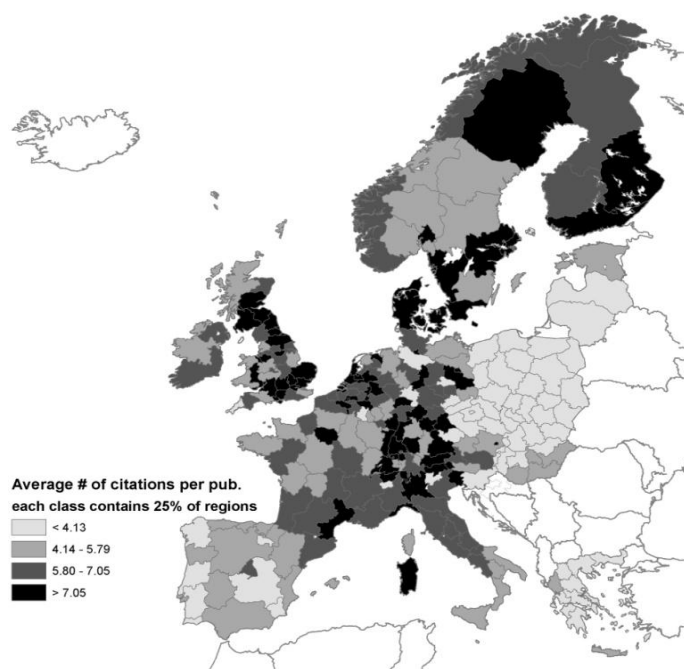 Average # of citations per pub.
each class contains 25% of regions
< 4.13
4.14 - 5.79
5.80 - 7.05
> 7.05